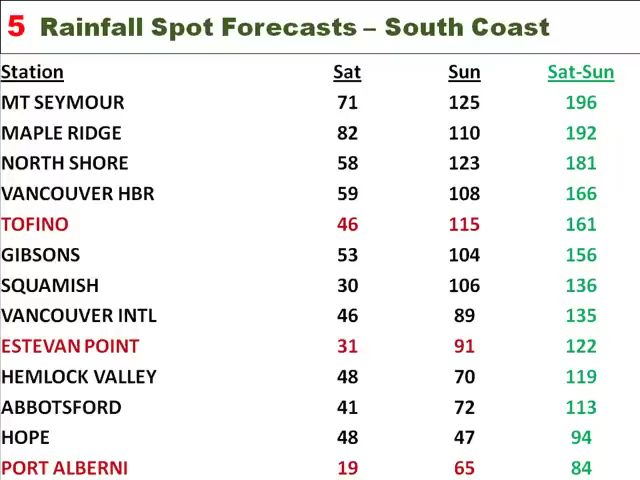 5 Rainfall Spot Forecasts – South Coast
Station Sat Sun Sat-Sun
MT SEYMOUR 71 125 196
MAPLE RIDGE 82 110 192
NORTH SHORE 58 123 181
VANCOUVER HBR 59 108 166
TOFINO 46 115 161
GIBSONS 53 104 156
SQUAMISH 30 106 136
VANCOUVER INTL 46 89 135
ESTEVAN POINT 31 91 122
HEMLOCK VALLEY 48 70 119
ABBOTSFORD 41 72 113
HOPE 48 47 94
PORT ALBERNI 19 65 84